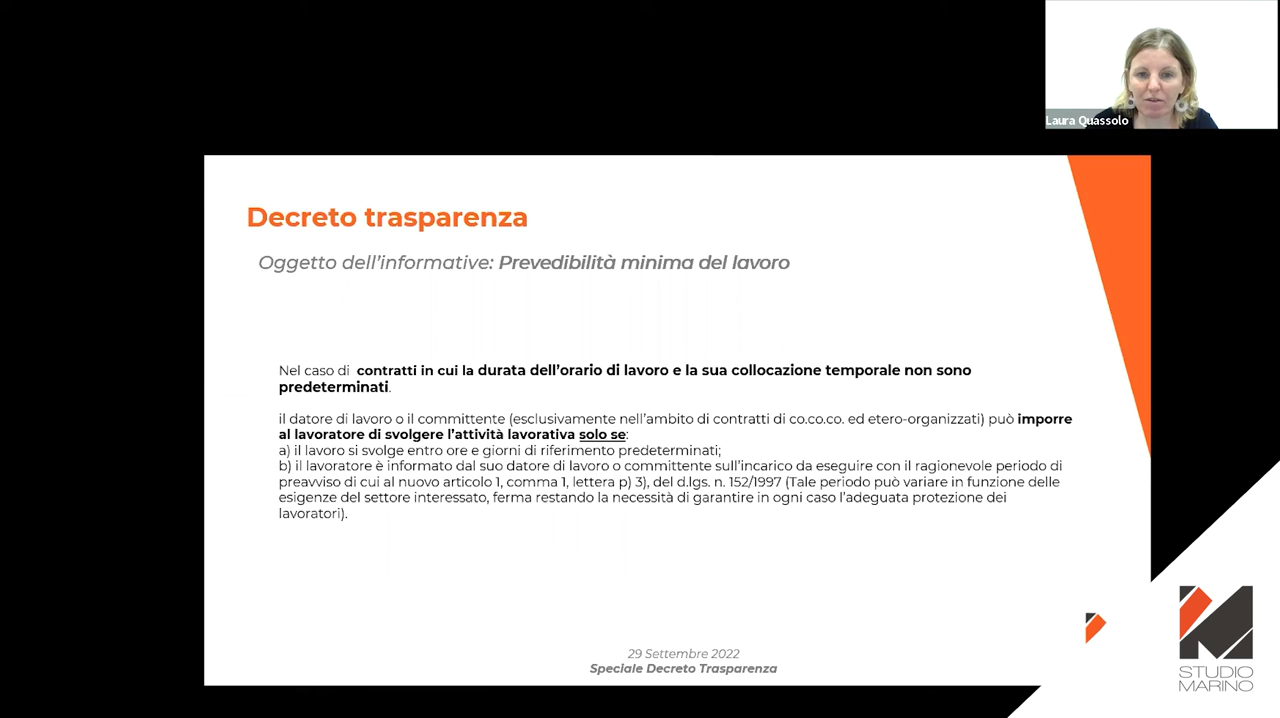 Laura Quassolo
Decreto trasparenza
Oggetto dell'informative: Prevedibilità minima del lavoro
Nel caso di contratti in cui la durata dell'orario di lavoro e la sua collocazione temporale non sono
predeterminati.
il datore di lavoro o il committente (esclusivamente nell'ambito di contratti di co.co.co. ed etero-organizzati) può imporre
al lavoratore di svolgere l'attività lavorativa solo se:
a) il lavoro si svolge entro ore e giorni di riferimento predeterminati;
b) il lavoratore è informato dal suo datore di lavoro o committente sull'incarico da eseguire con il ragionevole periodo di
preavviso di cui al nuovo articolo 1, comma 1, lettera p) 3), del d.lgs. n. 152/1997 (Tale periodo può variare in funzione delle
esigenze del settore interessato, ferma restando la necessità di garantire in ogni caso l'adeguata protezione dei
lavoratori).
29 Settembre 2022
Speciale Decreto Trasparenza
STUDIO
MARINO